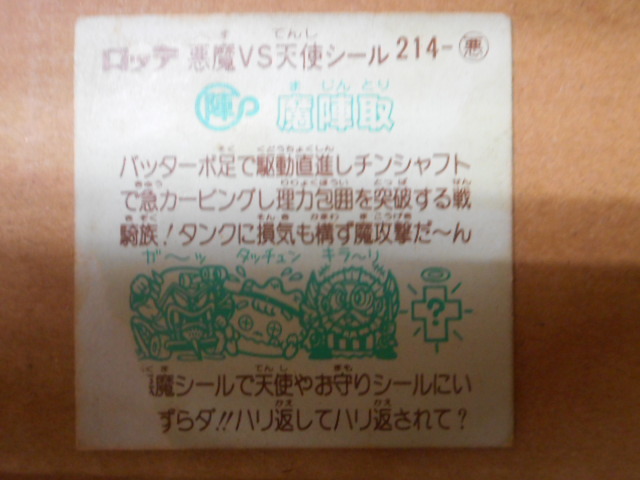 ロッテ 悪魔VS天使シール 214-悪
陣 魔陣取
バッターボ足で駆動直進しチンシャフト
で急カービングし理力包囲を突破する戦
騎族!タンクに損気も構ず魔攻撃だ〜ん
ガ〜ッ タッチュン キラ〜リ
?
魔シールで天使やお守りシールにい
ずらダ!!ハリ返してハリ返されて?